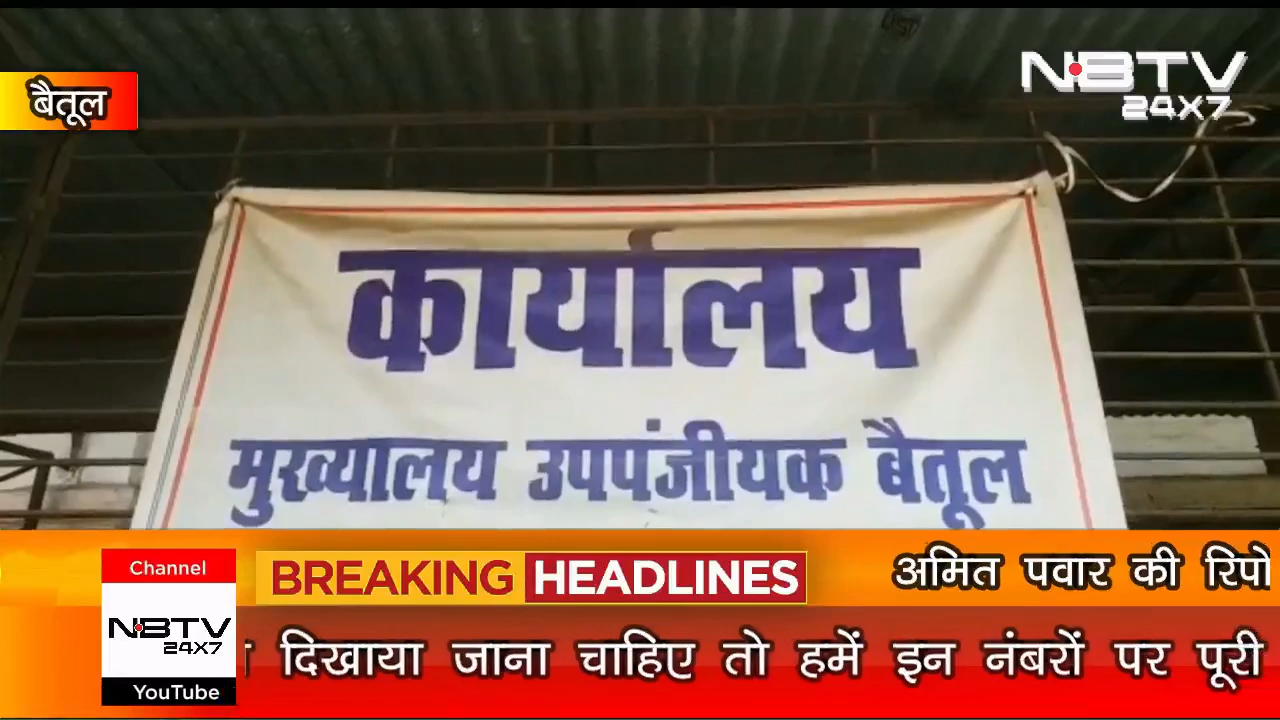 बैतूल
NBTV
24X7
कार्यालय
मुख्यालय उपपंजीयक बैतूल
Channel
NBTV
24X7
YouTube
BREAKING HEADLINES
अमित पवार की
दिखाया जाना चाहिए तो हमें इन नंबरों पर पूरी